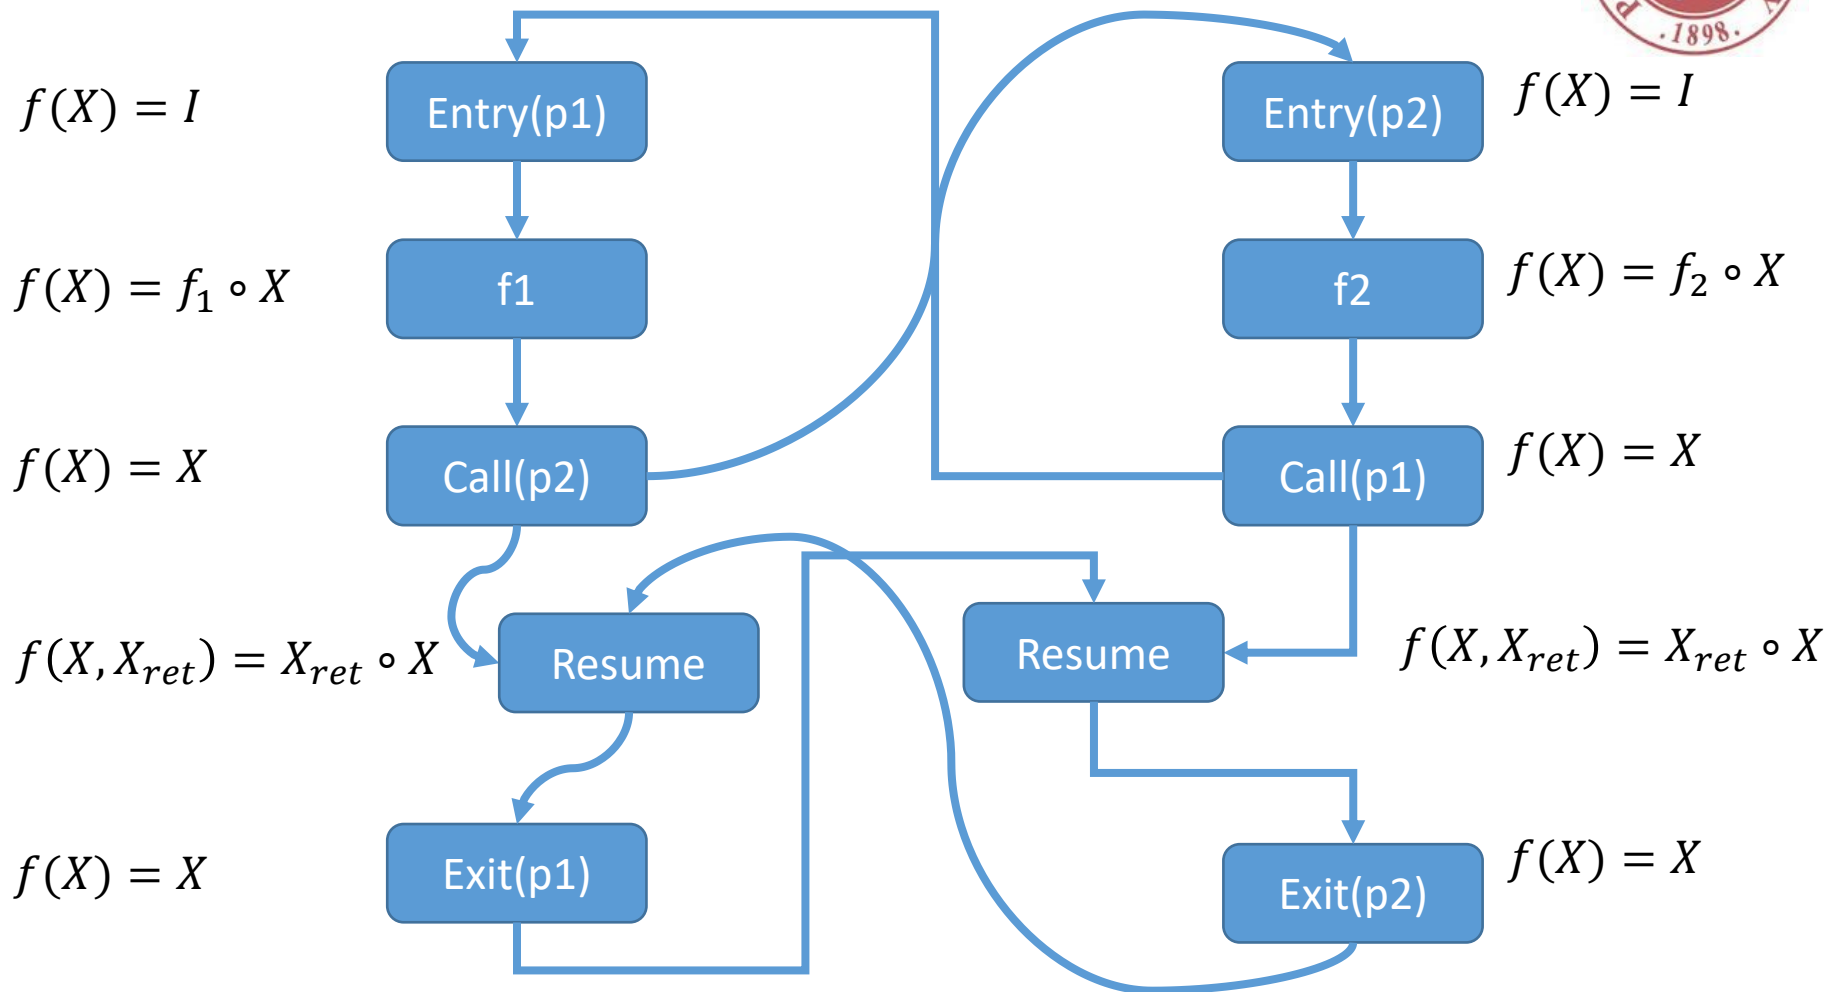 P
V
.1898.
f(X) = I
Entry(p1)
Entry(p2)
f(X) = I
f(X) = f₁ ∘ X
f1
f2
f(X) = f₂ ∘ X
f(X) = X
Call(p2)
Call(p1)
f(X) = X
f(X, X_ret) = X_ret ∘ X
Resume
Resume
f(X, X_ret) = X_ret ∘ X
f(X) = X
Exit(p1)
Exit(p2)
f(X) = X